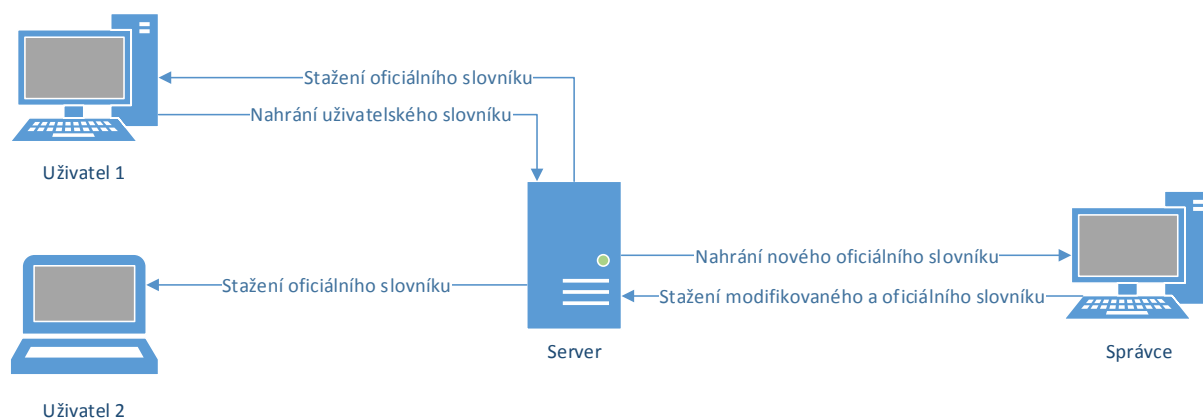 Stažení oficiálního slovníku
Nahrání uživatelského slovníku
Uživatel 1
Nahrání nového oficiálního slovníku
Stažení oficiálního slovníku
Stažení modifikovaného a oficiálního slovníku
Server
Správce
Uživatel 2